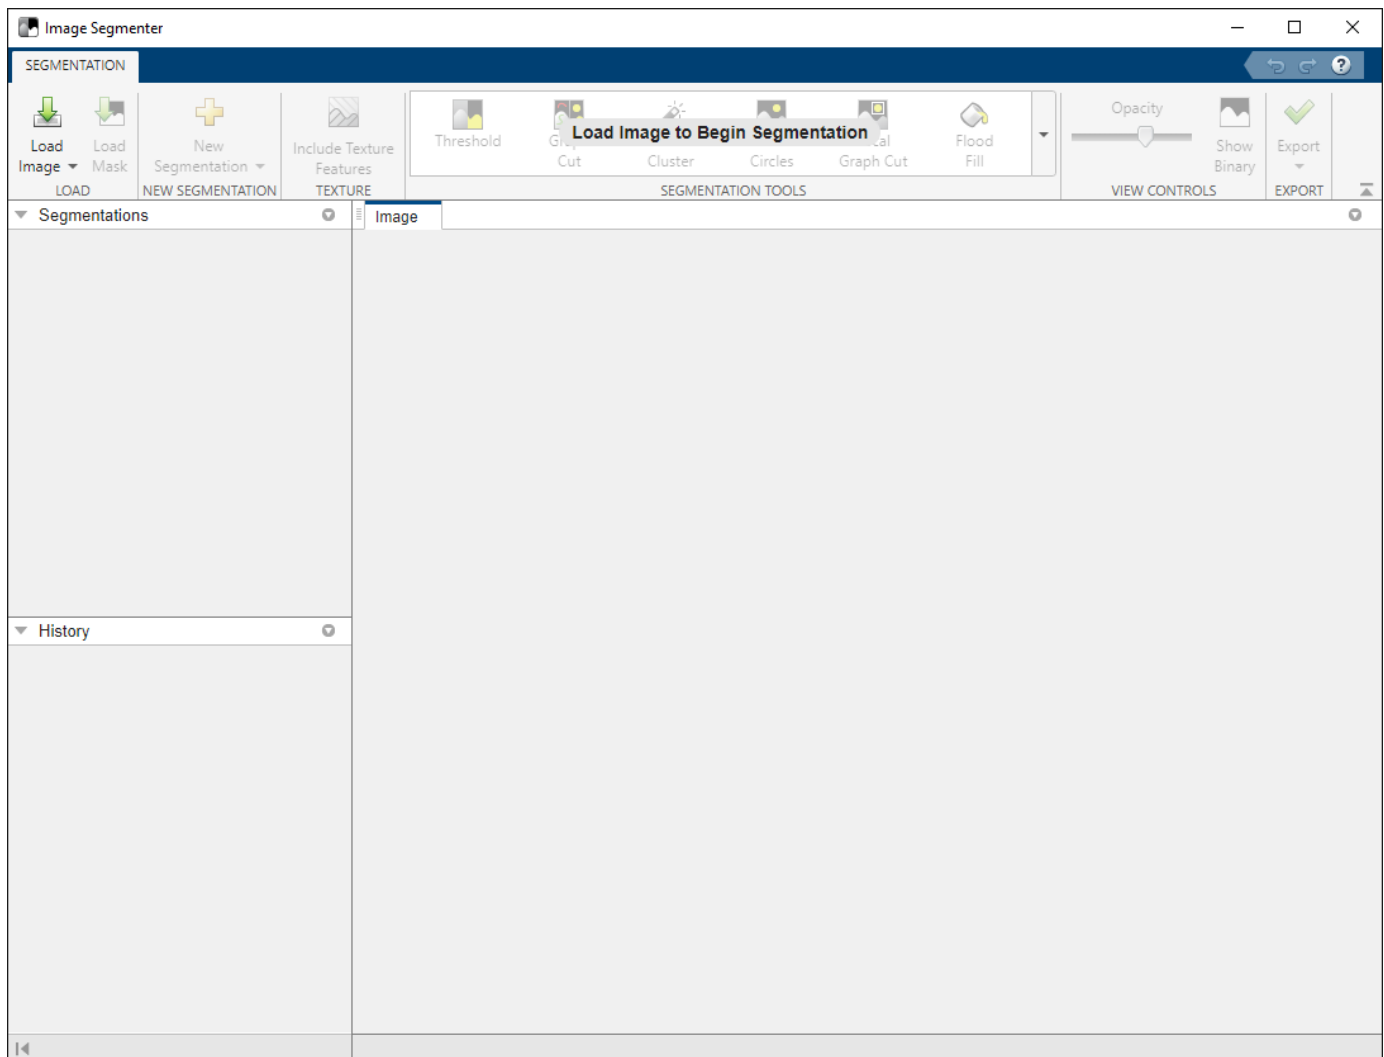 Image Segmenter
SEGMENTATION
Load
Image
Load
Mask
New
Segmentation
Include Texture
Features
Threshold
Cut
Load Image to Begin Segmentation
Cluster
Circles
Graph Cut
Flood
Fill
Opacity
Show
Binary
Export
LOAD
NEW SEGMENTATION
TEXTURE
SEGMENTATION TOOLS
VIEW CONTROLS
EXPORT
Segmentations
Image
History